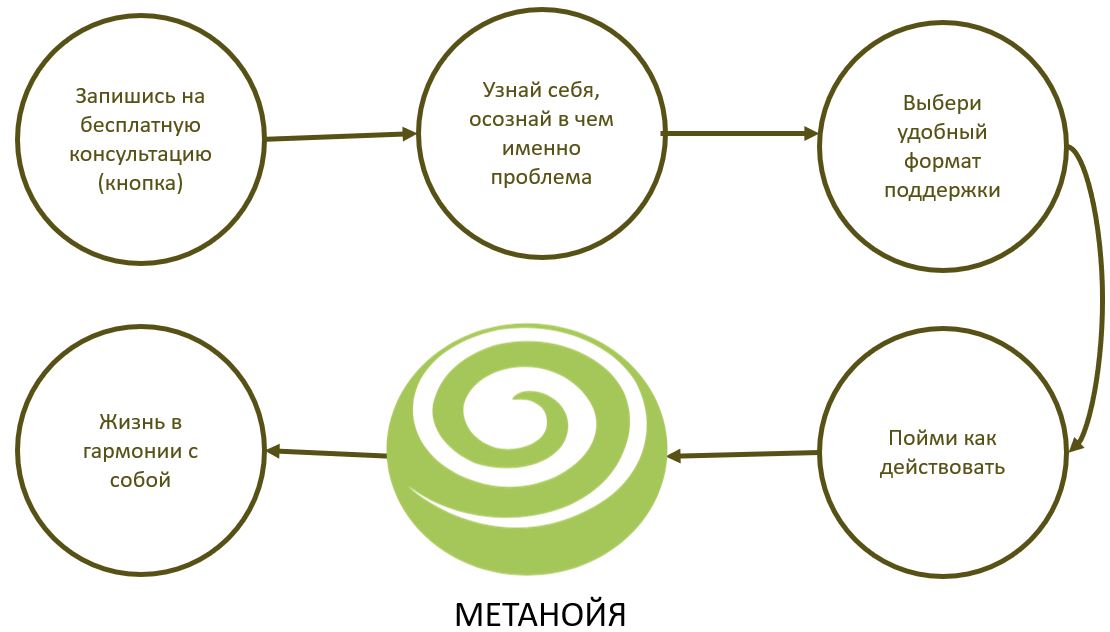 Запишись на
бесплатную
консультацию
(кнопка)
Узнай себя,
осознай в чем
именно
проблема
Выбери
удобный
формат
поддержки
Пойми как
действовать
МЕТАНОЙЯ
Жизнь в
гармонии с
собой